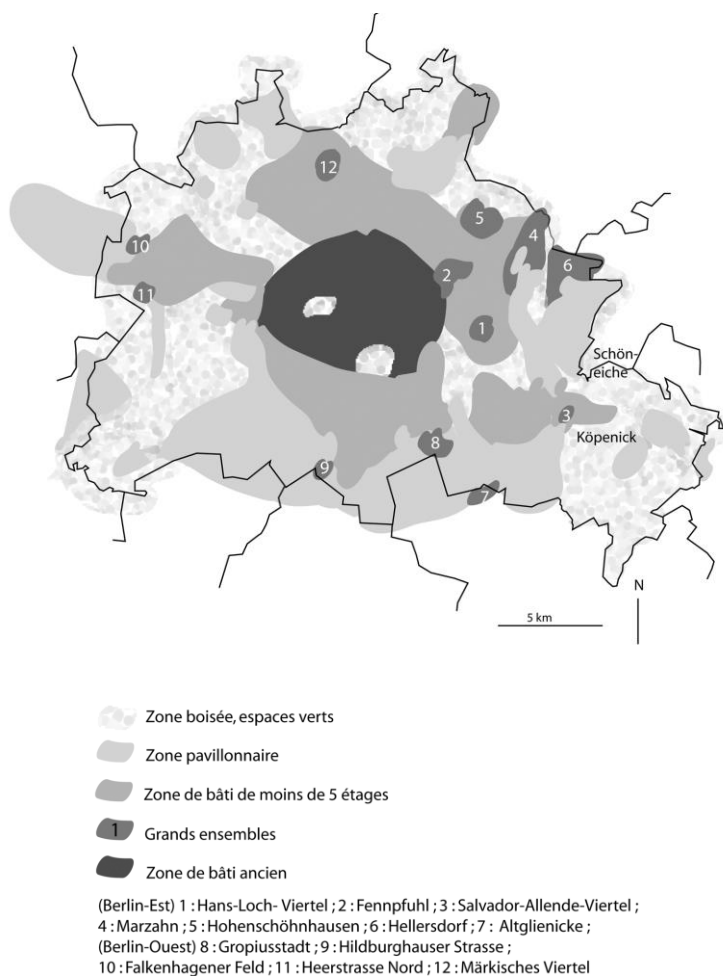 12
5
4
10
6
2
11
1
Schön-
eiche
3
Köpenick
8
9
7
N
5 km
Zone boisée, espaces verts
Zone pavillonnaire
Zone de bâti de moins de 5 étages
1 Grands ensembles
Zone de bâti ancien
(Berlin-Est) 1 : Hans-Loch- Viertel ; 2 : Fennpfuhl ; 3 : Salvador-Allende-Viertel ;
4 : Marzahn ; 5 : Hohenschöhnhausen ; 6 : Hellersdorf ; 7 : Altglienicke ;
(Berlin-Ouest) 8 : Gropiusstadt ; 9 : Hildburghauser Strasse ;
10 : Falkenhagener Feld ; 11 : Heerstrasse Nord ; 12 : Märkisches Viertel